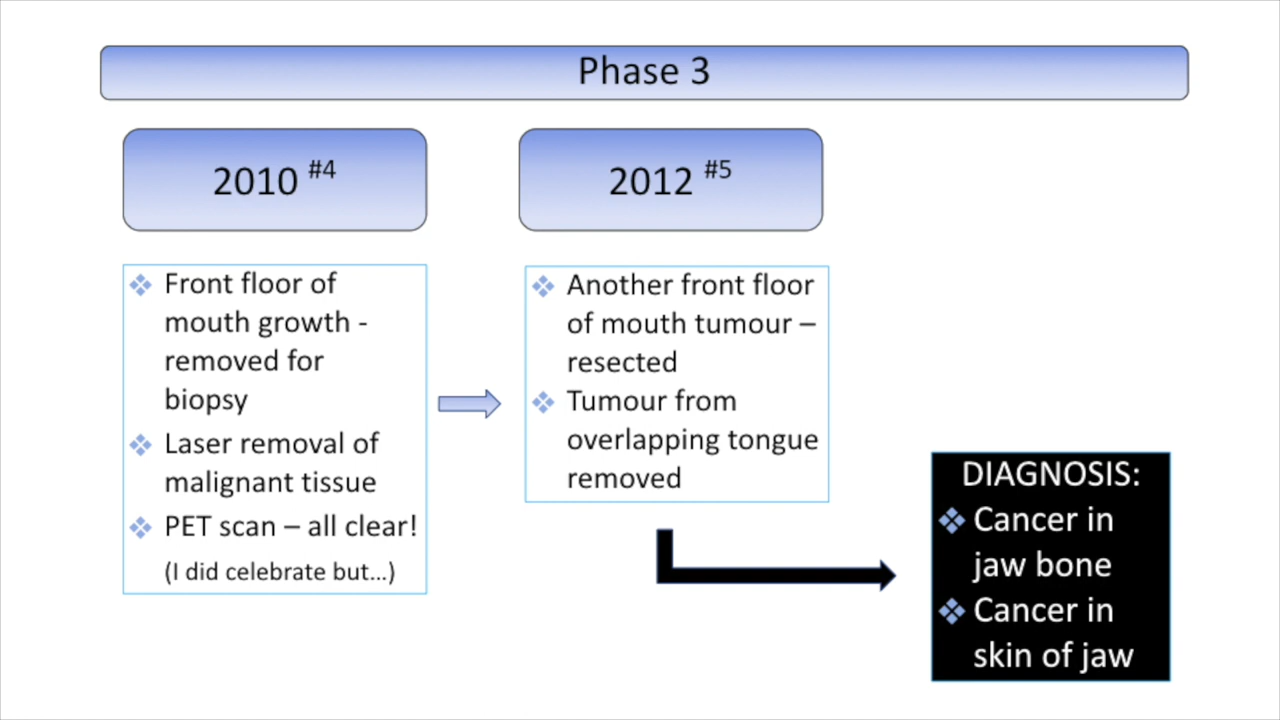 Phase 3
2010 #4
Front floor of
mouth growth -
removed for
biopsy
Laser removal of
malignant tissue
PET scan – all clear!
(I did celebrate but...)
2012 #5
Another front floor
of mouth tumour –
resected
Tumour from
overlapping tongue
removed
DIAGNOSIS:
Cancer in
jaw bone
Cancer in
skin of jaw